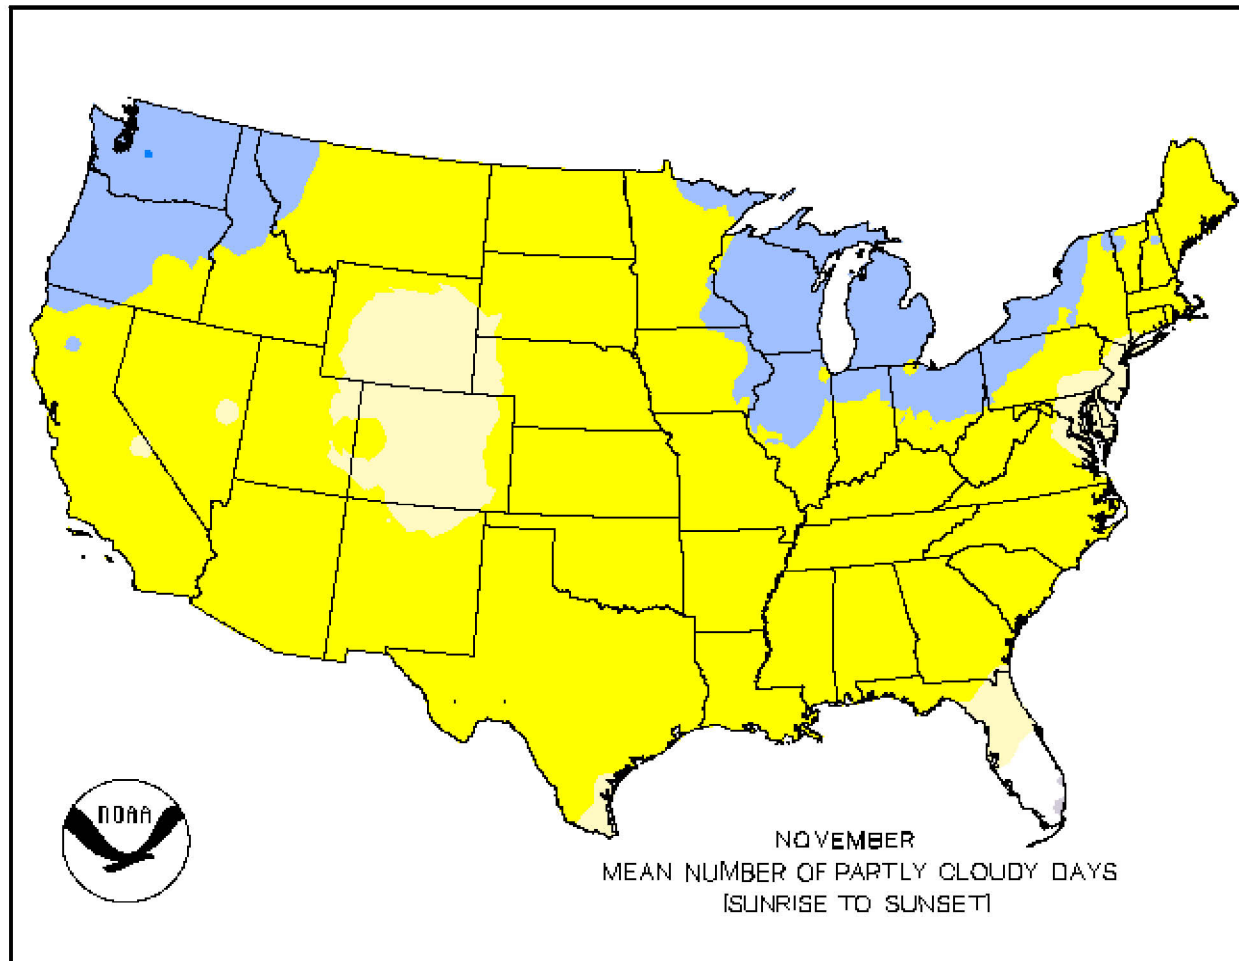 NOAA
NOVEMBER
MEAN NUMBER OF PARTLY CLOUDY DAYS
[SUNRISE TO SUNSET]